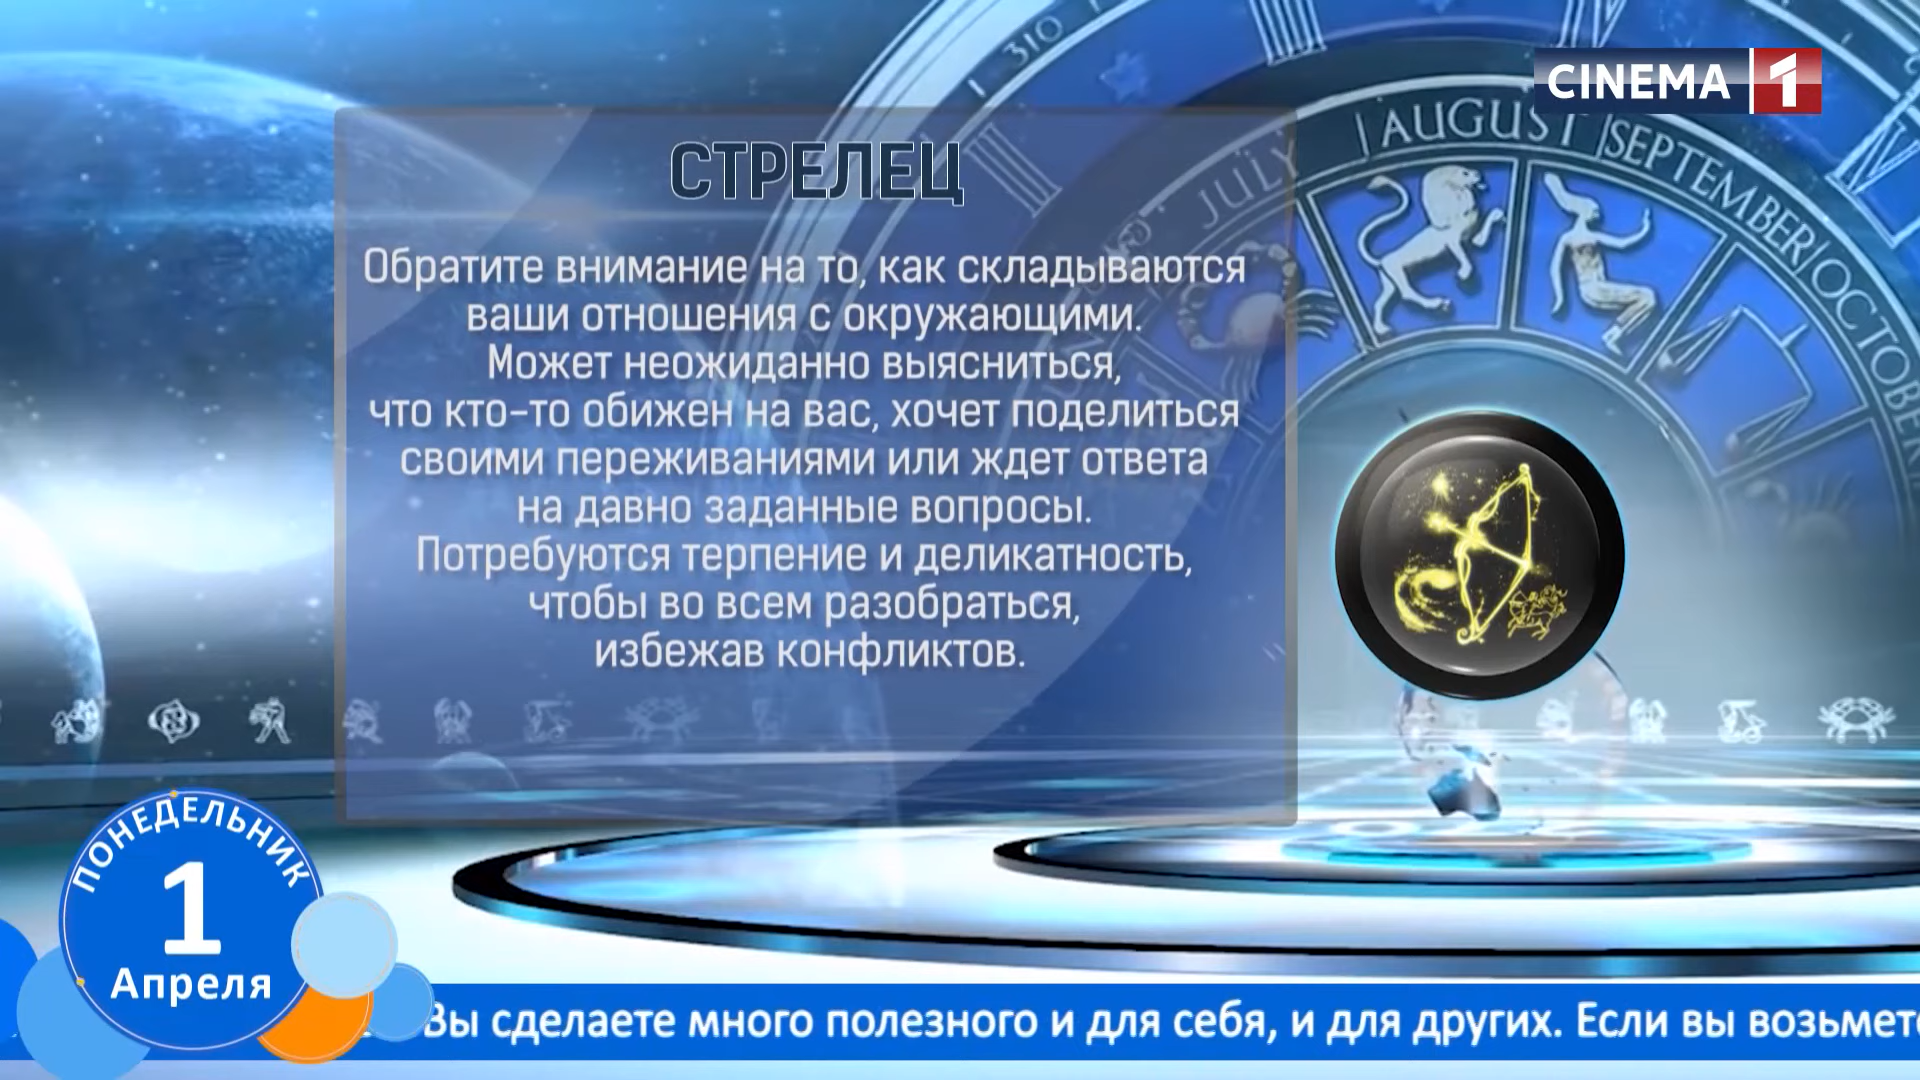 310
CINEMA 1
JULY
AUGUST
SEPTEMBER
OCTOBER
СТРЕЛЕЦ
Обратите внимание на то, как складываются
ваши отношения с окружающими.
Может неожиданно выясниться,
что кто-то обижен на вас, хочет поделиться
своими переживаниями или ждет ответа
на давно заданные вопросы.
Потребуются терпение и деликатность,
чтобы во всем разобраться,
избежав конфликтов.
ПОНЕДЕЛЬНИК
1
Апреля
Вы сделаете много полезного и для себя, и для других. Если вы возьмете